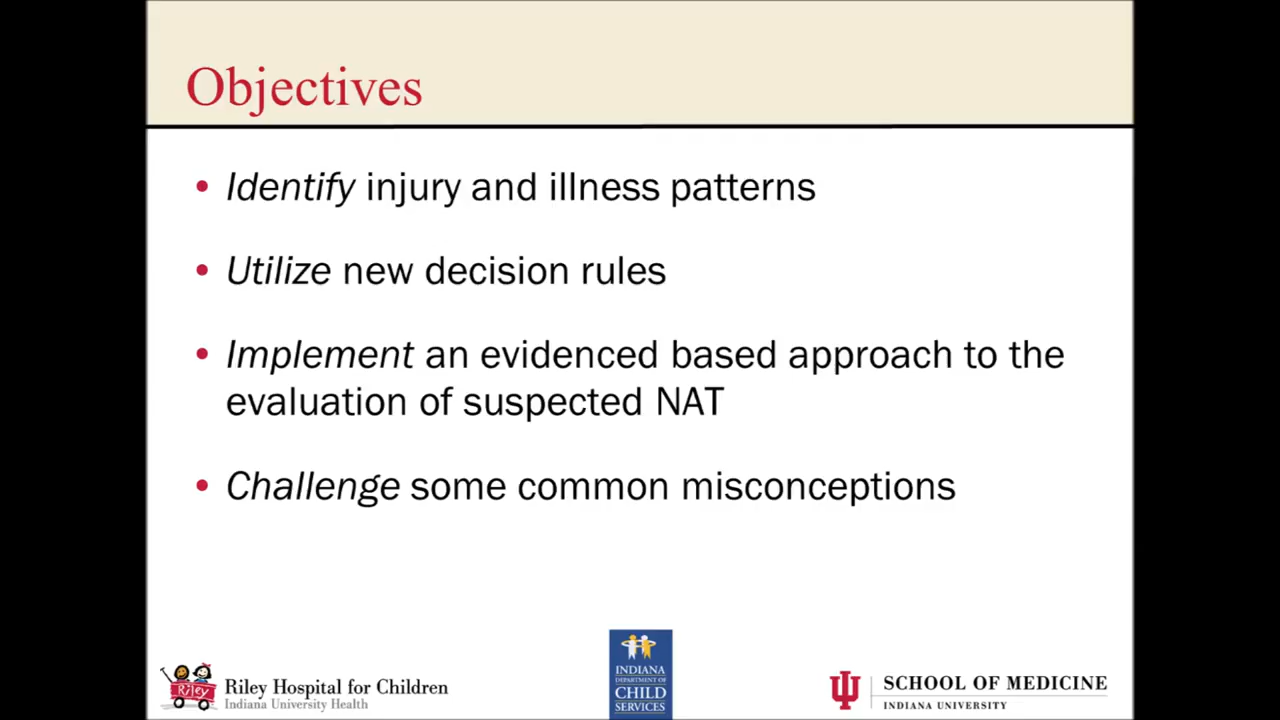 Objectives
• Identify injury and illness patterns
• Utilize new decision rules
• Implement an evidenced based approach to the
evaluation of suspected NAT
• Challenge some common misconceptions
Riley
Riley Hospital for Children
Indiana University Health
INDIANA
DEPARTMENT OF
CHILD
SERVICES
SCHOOL OF MEDICINE
INDIANA UNIVERSITY